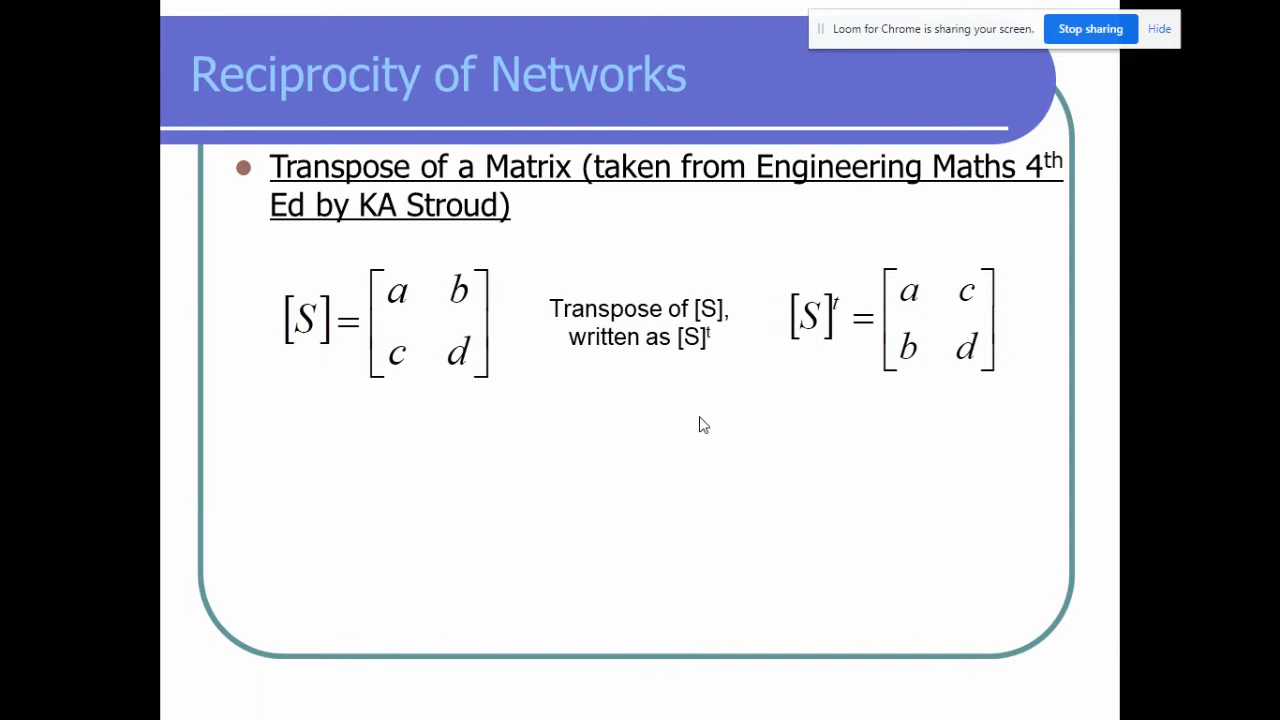 Loom for Chrome is sharing your screen. Stop sharing Hide
Reciprocity of Networks
Transpose of a Matrix (taken from Engineering Maths 4th
Ed by KA Stroud)
[S] = [a b
c d]
Transpose of [S],
written as [S]t
[S]t = [a c
b d]